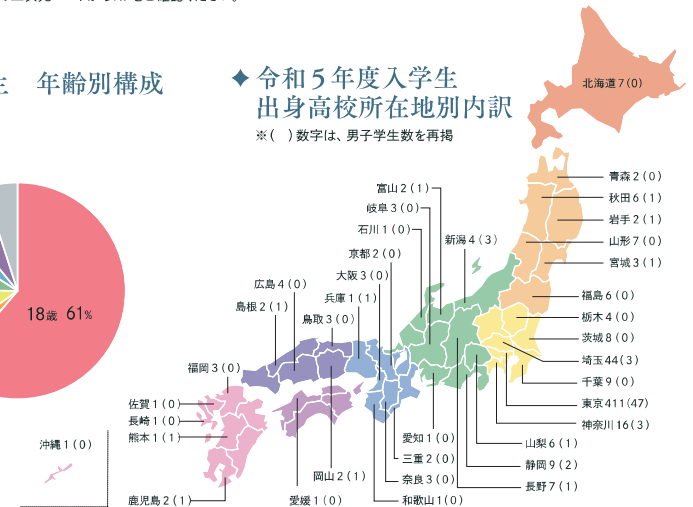 生　年齢別構成
18歳 61%
✦ 令和5年度入学生
出身高校所在地別内訳
※(　)数字は、男子学生数を再掲
北海道7(0)
青森2(0)
秋田6(1)
岩手2(1)
山形7(0)
宮城3(1)
福島6(0)
栃木4(0)
茨城8(0)
埼玉44(3)
千葉9(0)
東京411(47)
神奈川16(3)
山梨6(1)
静岡9(2)
長野7(1)
富山2(1)
岐阜3(0)
石川1(0)
新潟4(3)
京都2(0)
大阪3(0)
兵庫1(1)
広島4(0)
島根2(1)
鳥取3(0)
福岡3(0)
佐賀1(0)
長崎1(0)
熊本1(1)
沖縄1(0)
鹿児島2(1)
愛媛1(0)
岡山2(1)
愛知1(0)
三重2(0)
奈良3(0)
和歌山1(0)